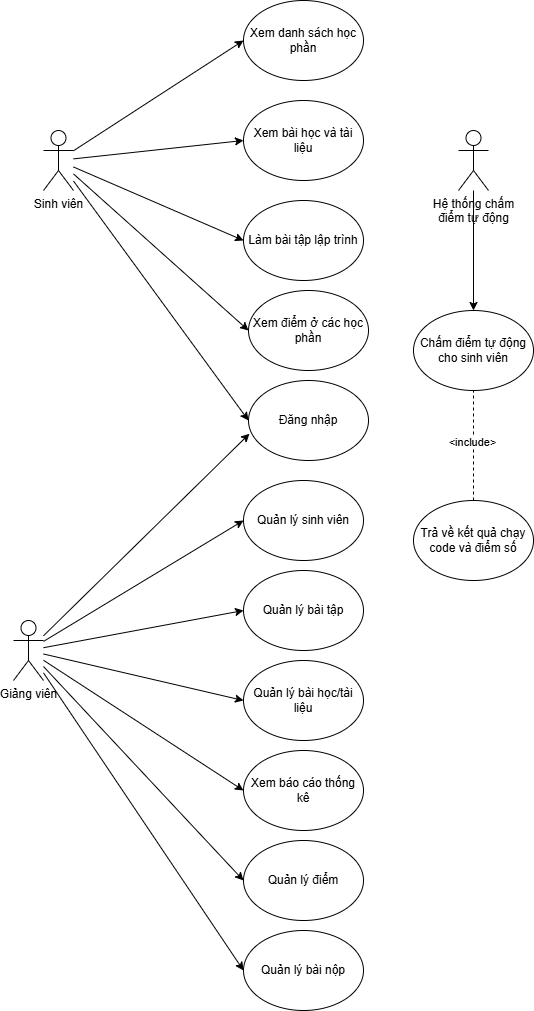 Xem danh sách học
phần
Xem bài học và tài
liệu
Sinh viên
Hệ thống chấm
điểm tự động
Làm bài tập lập trình
Xem điểm ở các học
phần
Chấm điểm tự động
cho sinh viên
Đăng nhập
<include>
Quản lý sinh viên
Trả về kết quả chạy
code và điểm số
Quản lý bài tập
Giảng viên
Quản lý bài học/tài
liệu
Xem báo cáo thống
kê
Quản lý điểm
Quản lý bài nộp